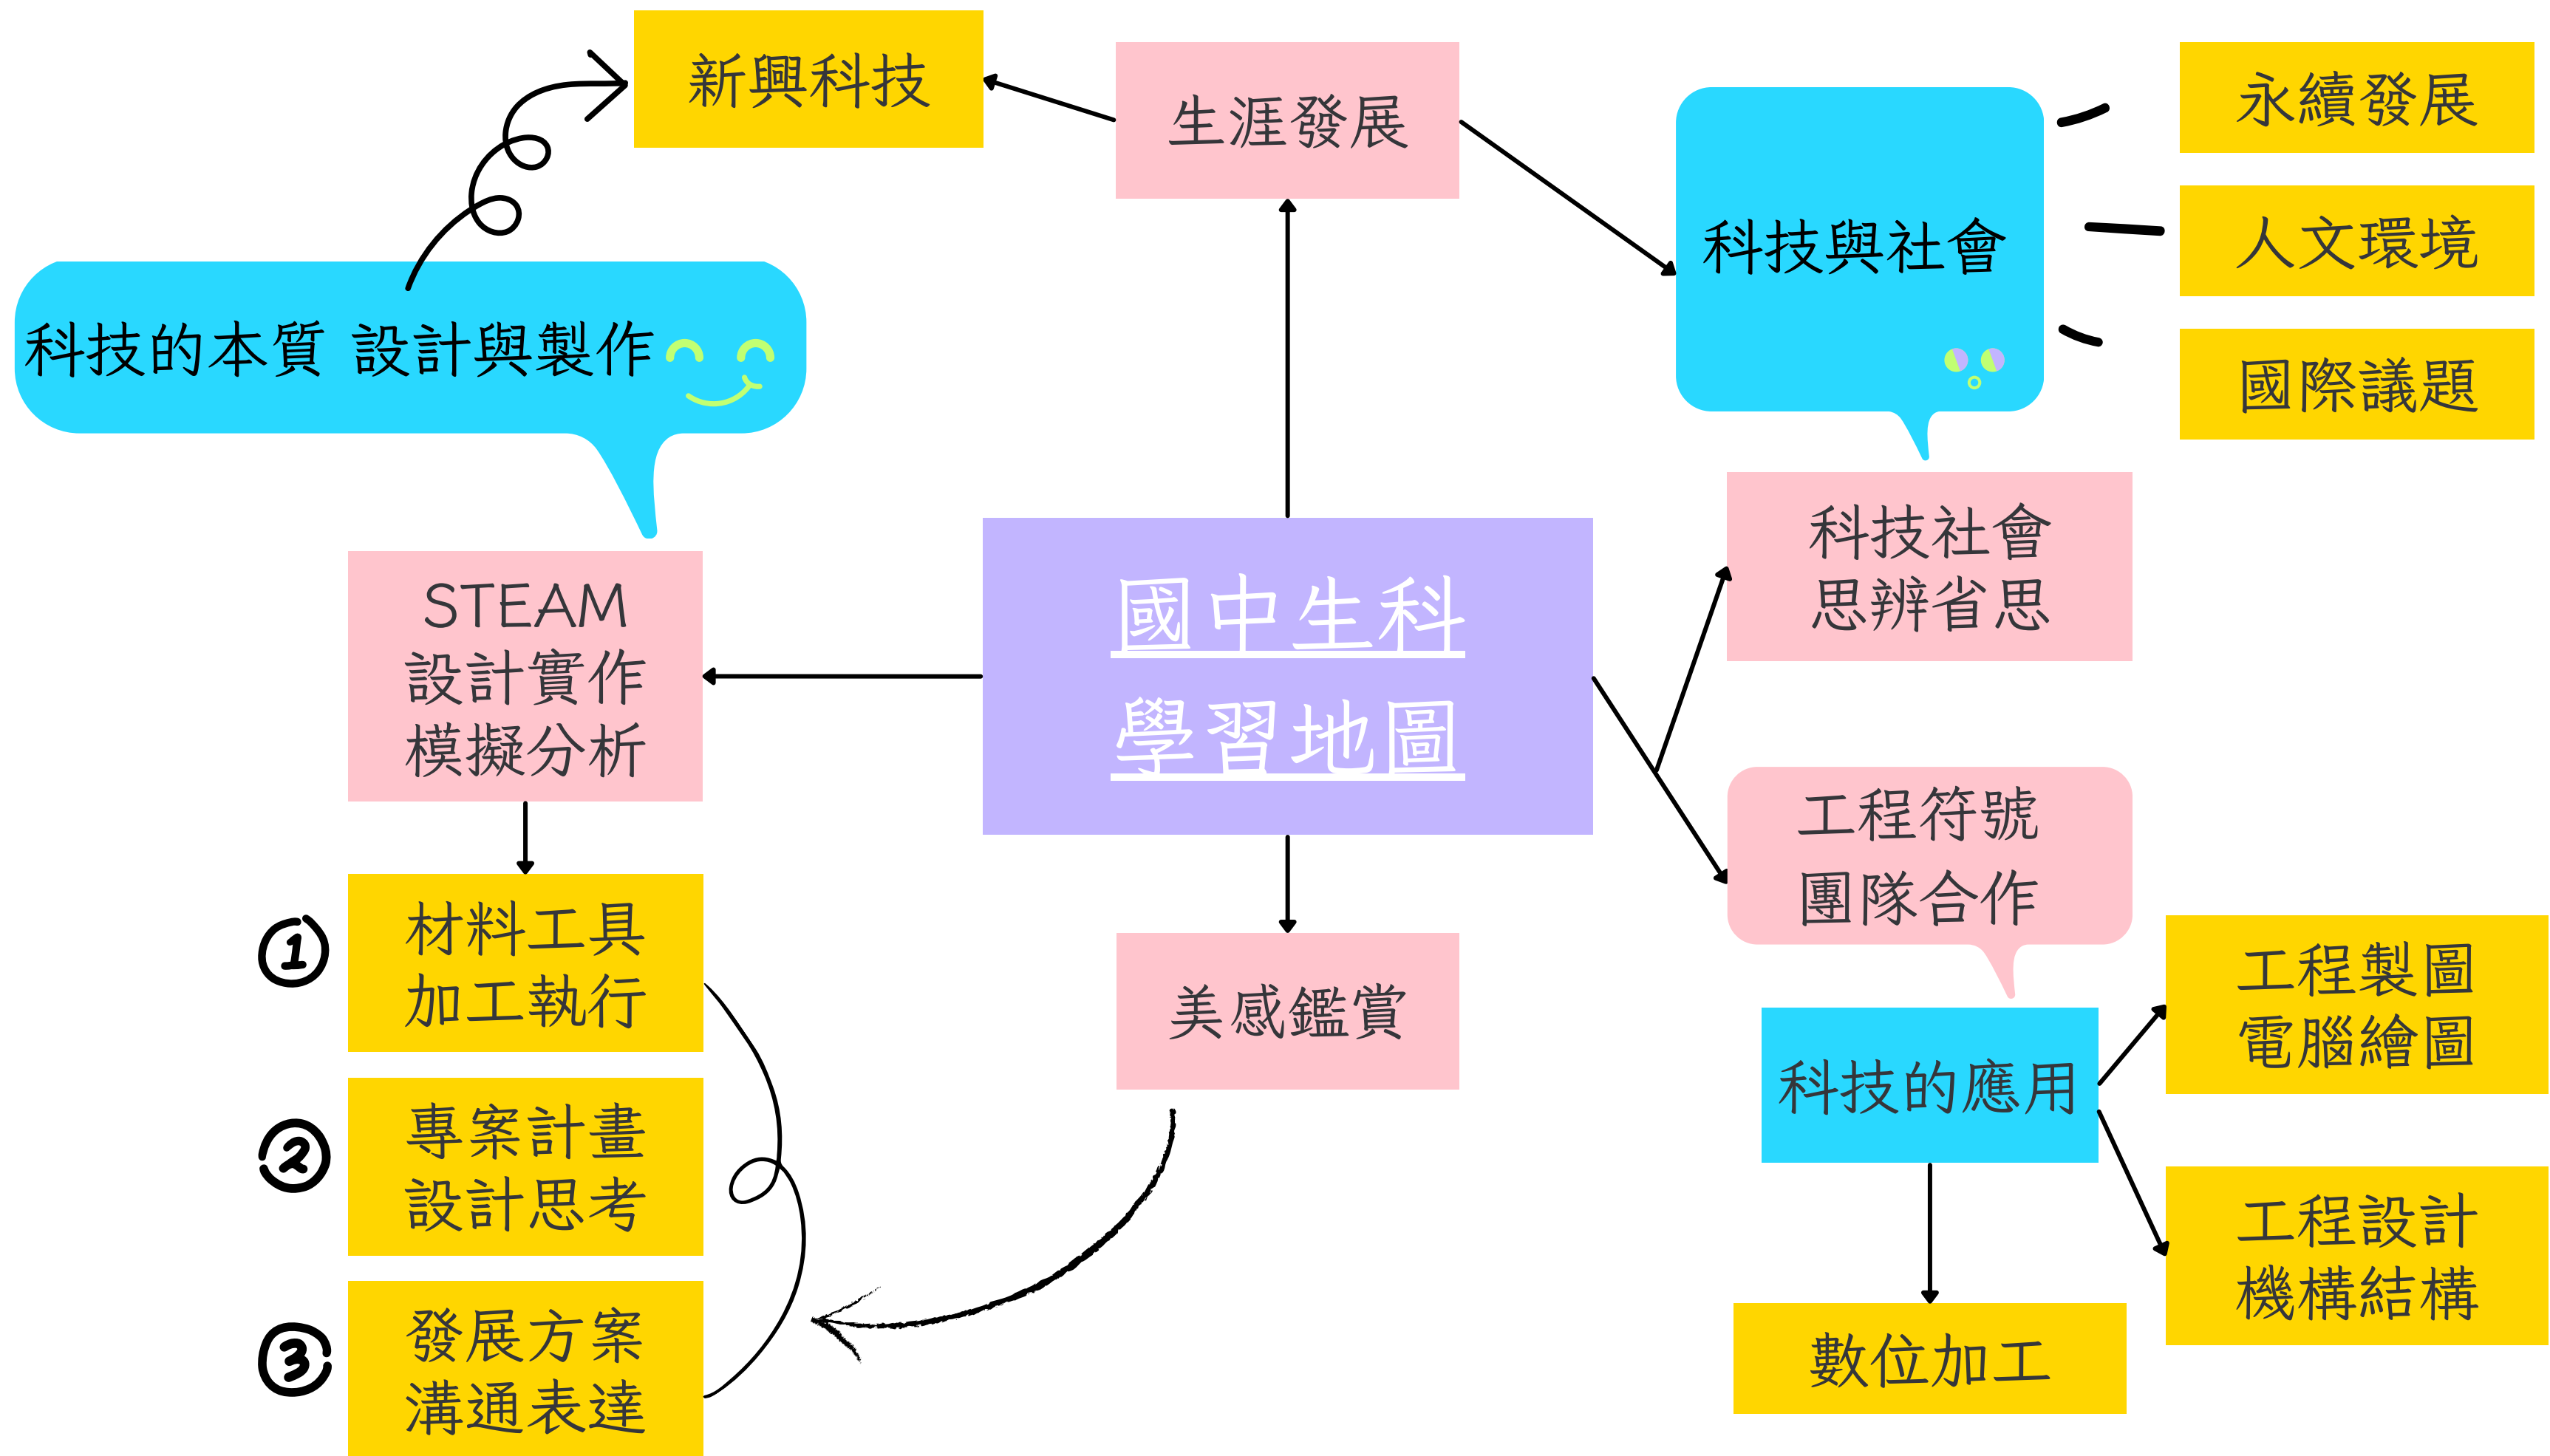 新興科技
生涯發展
永續發展
人文環境
國際議題
科技與社會
科技的本質 設計與製作
科技社會
思辨省思
STEAM
設計實作
模擬分析
國中生科
學習地圖
工程符號
團隊合作
1
材料工具
加工執行
美感鑑賞
科技的應用
工程製圖
電腦繪圖
2
專案計畫
設計思考
工程設計
機構結構
3
發展方案
溝通表達
數位加工